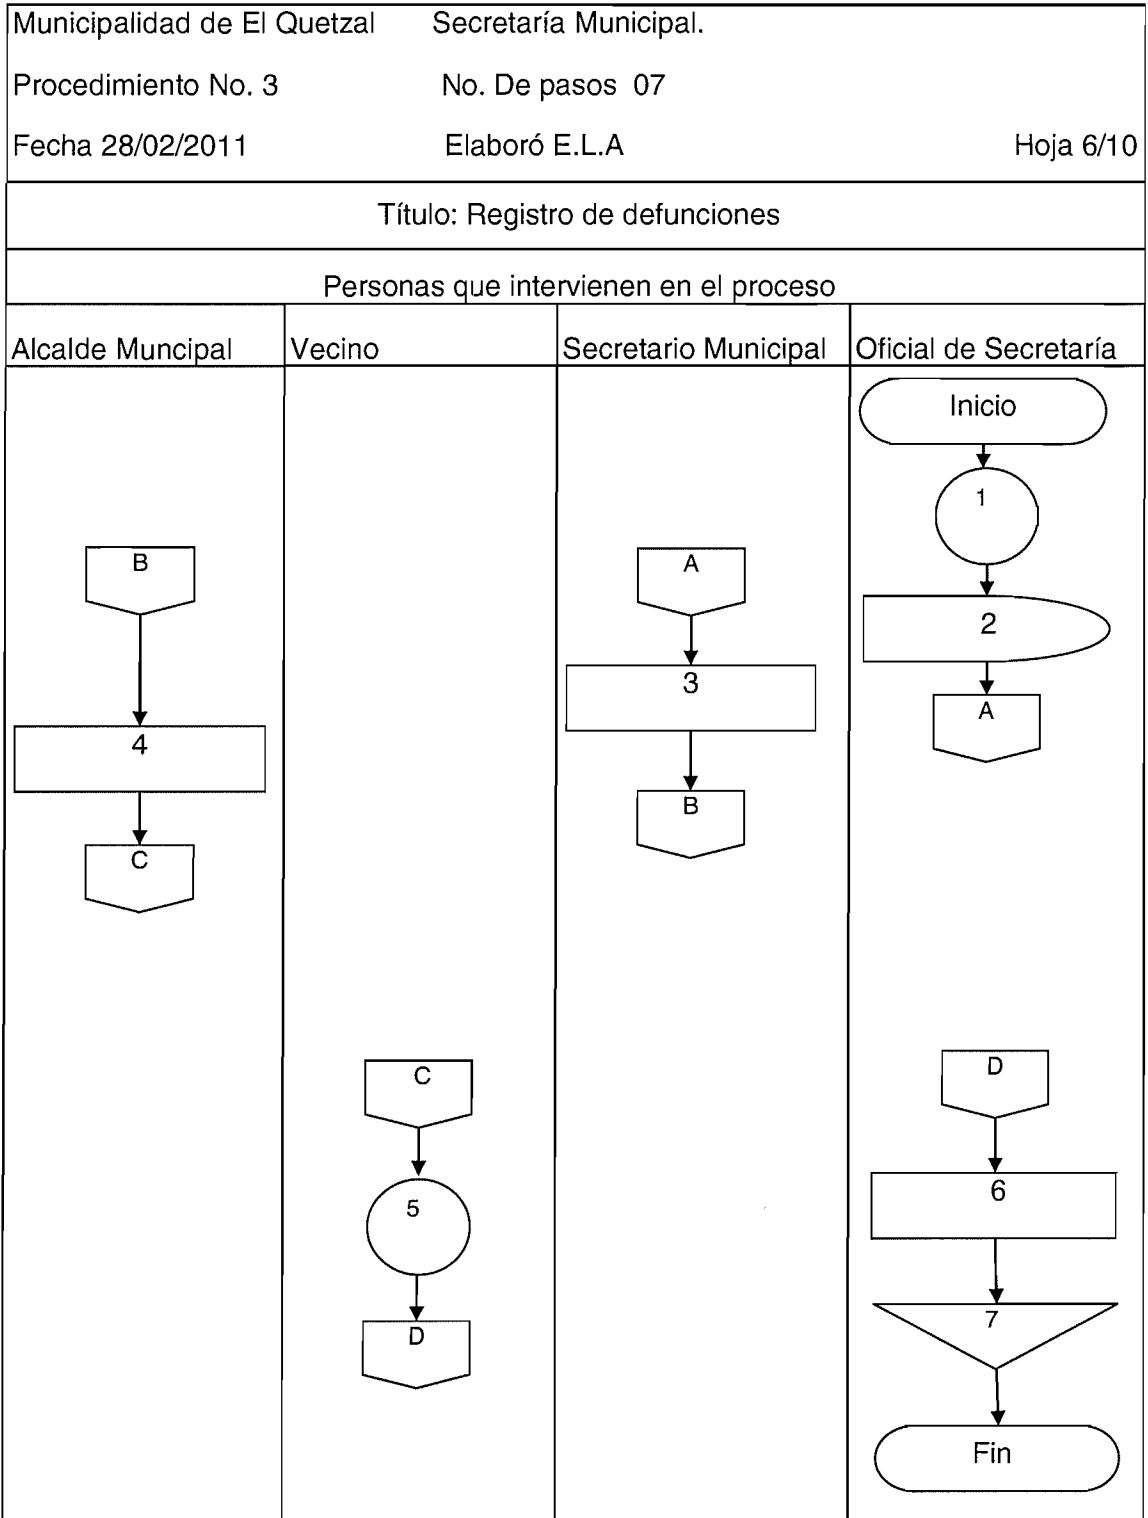 Municipalidad de El Quetzal Secretaría Municipal.
Procedimiento No. 3 No. De pasos 07
Fecha 28/02/2011 Elaboró E.L.A Hoja 6/10
Título: Registro de defunciones
Personas que intervienen en el proceso
Alcalde Muncipal Vecino Secretario Municipal Oficial de Secretaría
Inicio
1
B A
2
3
A
4
B
C
C D
5
6
D
7
Fin